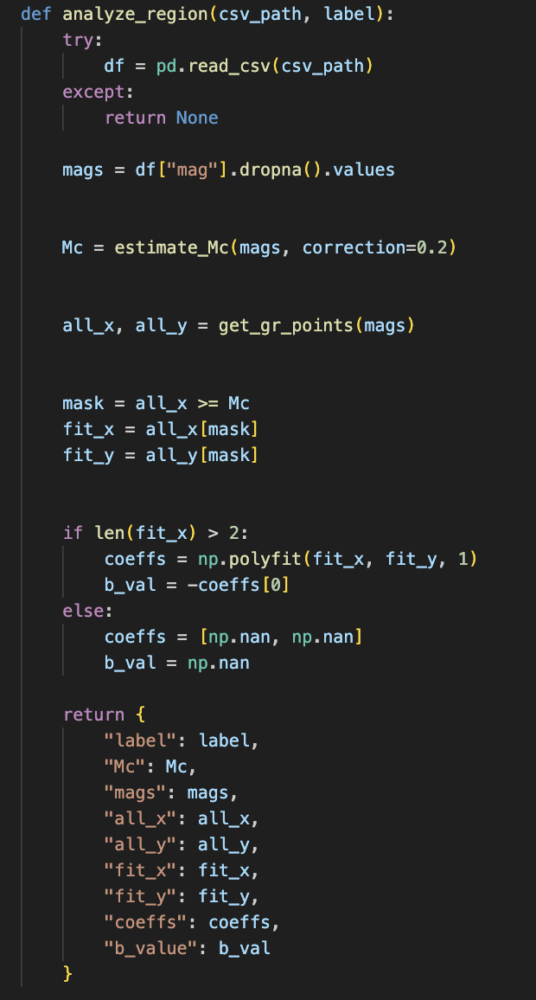 def analyze_region(csv_path, label):
    try:
        df = pd.read_csv(csv_path)
    except:
        return None

    mags = df["mag"].dropna().values


    Mc = estimate_Mc(mags, correction=0.2)


    all_x, all_y = get_gr_points(mags)


    mask = all_x >= Mc
    fit_x = all_x[mask]
    fit_y = all_y[mask]


    if len(fit_x) > 2:
        coeffs = np.polyfit(fit_x, fit_y, 1)
        b_val = -coeffs[0]
    else:
        coeffs = [np.nan, np.nan]
        b_val = np.nan

    return {
        "label": label,
        "Mc": Mc,
        "mags": mags,
        "all_x": all_x,
        "all_y": all_y,
        "fit_x": fit_x,
        "fit_y": fit_y,
        "coeffs": coeffs,
        "b_value": b_val
    }